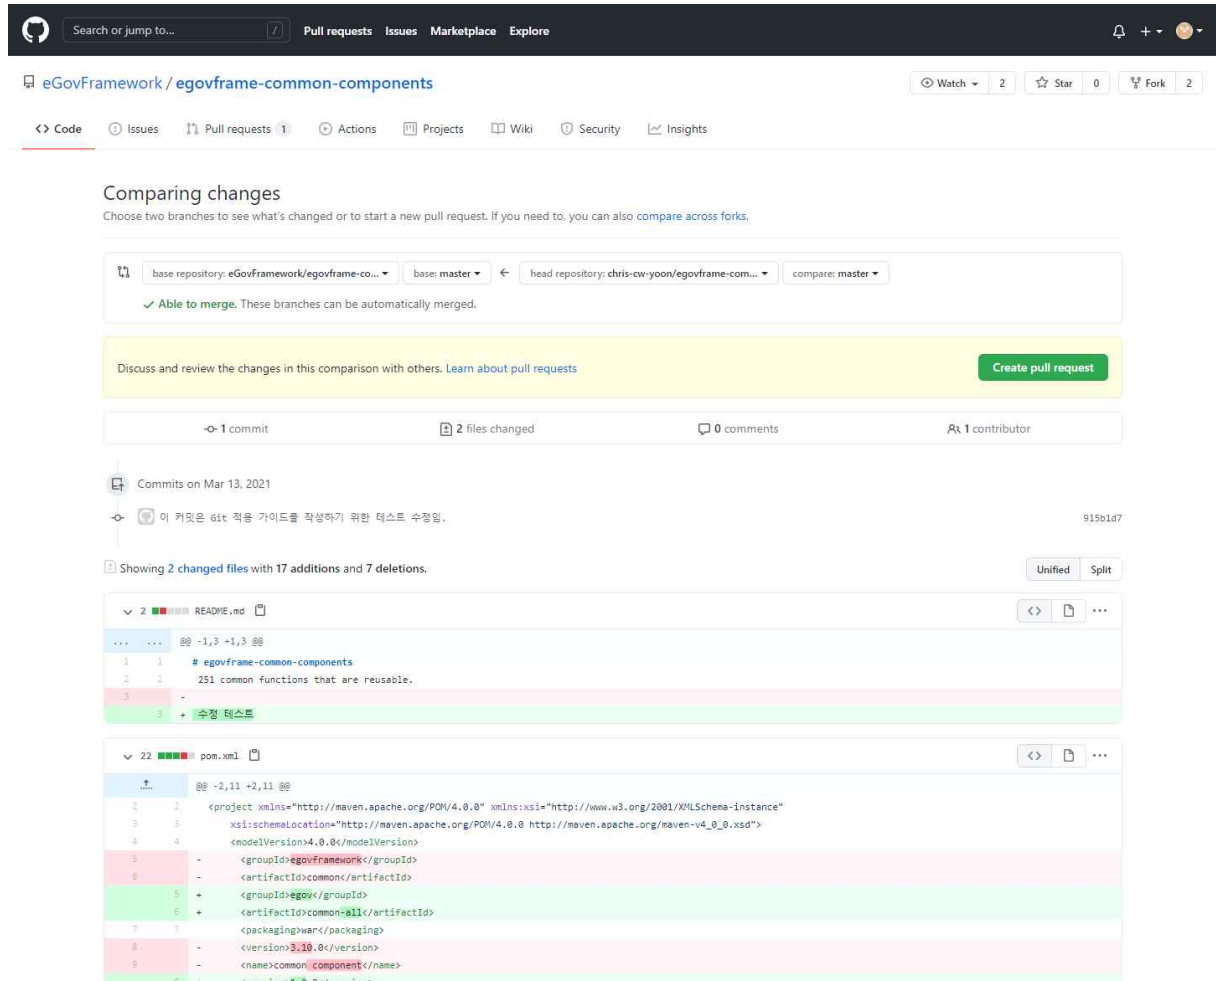 Search or jump to... / Pull requests Issues Marketplace Explore
eGovFramework / egovframe-common-components Watch 2 Star 0 Fork 2
<> Code Issues Pull requests 1 Actions Projects Wiki Security Insights
Comparing changes
Choose two branches to see what's changed or to start a new pull request. If you need to, you can also compare across forks.
base repository: eGovFramework/egovframe-co... base: master ← head repository: chris-cw-yoon/egovframe-com... compare: master
✓ Able to merge. These branches can be automatically merged.
Discuss and review the changes in this comparison with others. Learn about pull requests Create pull request
1 commit 2 files changed 0 comments 1 contributor
Commits on Mar 13, 2021
이 커밋은 Git 적용 가이드를 작성하기 위한 테스트 수정임. 915b1d7
Showing 2 changed files with 17 additions and 7 deletions. Unified Split
2 README.md <> ...
... ... @@ -1,3 +1,3 @@
1 1 # egovframe-common-components
2 2 251 common functions that are reusable.
3 -
3 + 수정 테스트
22 pom.xml <> ...
@@ -2,11 +2,11 @@
2 2 <project xmlns="http://maven.apache.org/POM/4.0.0" xmlns:xsi="http://www.w3.org/2001/XMLSchema-instance"
3 3 xsi:schemaLocation="http://maven.apache.org/POM/4.0.0 http://maven.apache.org/maven-v4_0_0.xsd">
4 4 <modelVersion>4.0.0</modelVersion>
5 - <groupId>egovframework</groupId>
6 - <artifactId>common</artifactId>
5 + <groupId>egov</groupId>
6 + <artifactId>common-all</artifactId>
7 7 <packaging>war</packaging>
8 - <version>3.10.0</version>
9 - <name>common component</name>